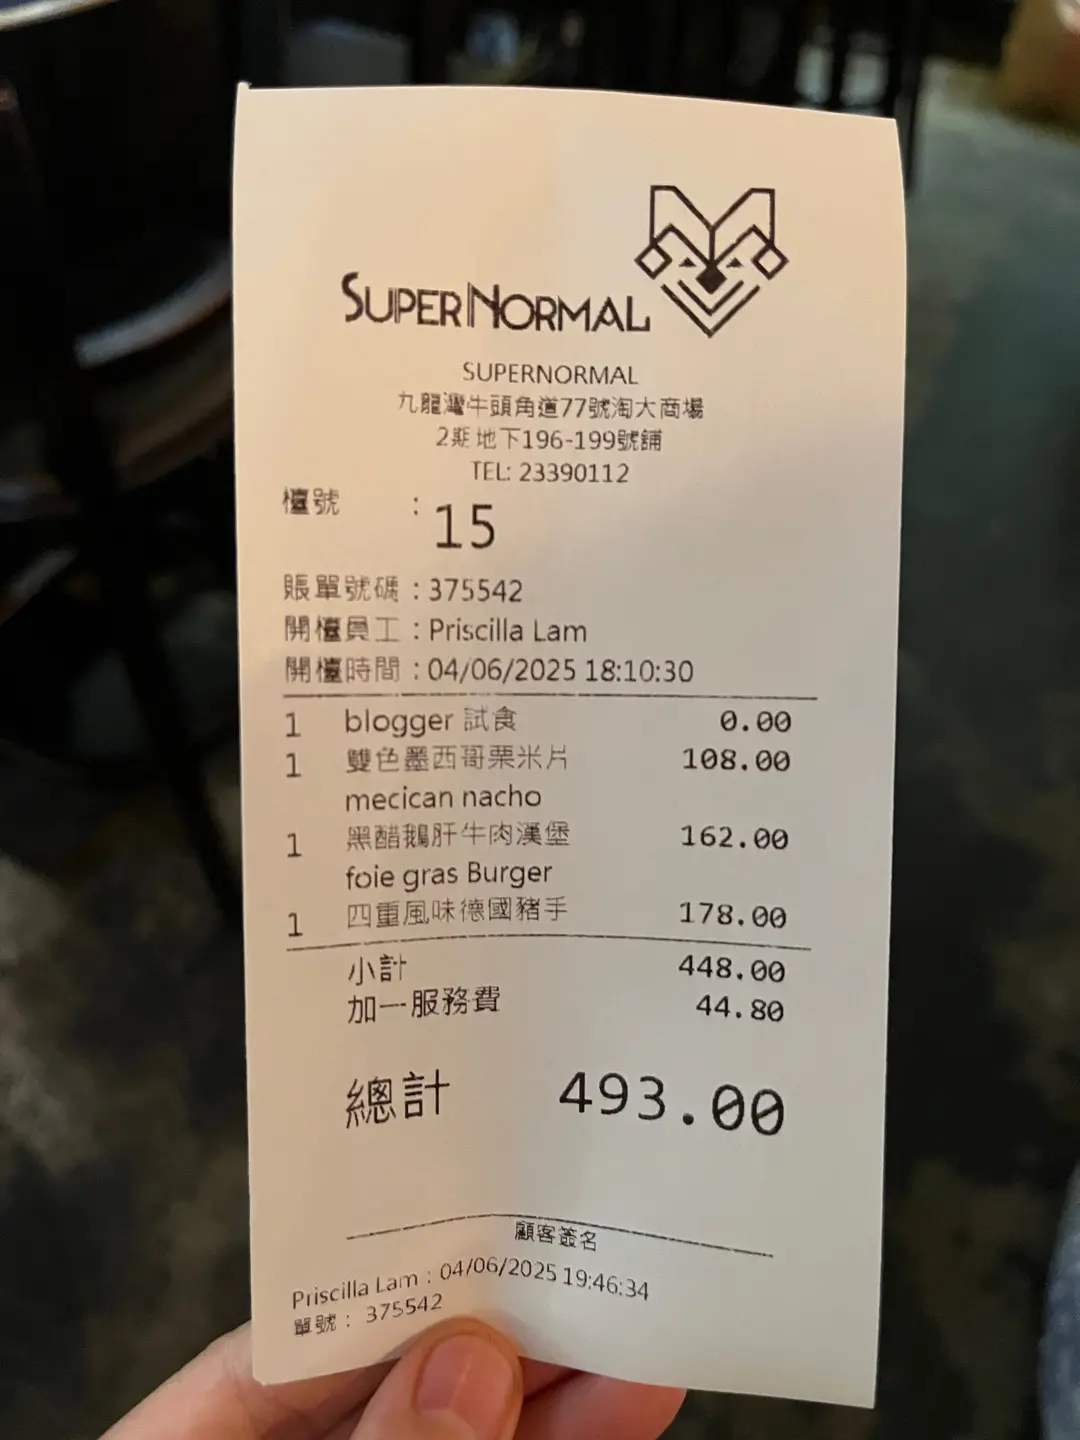 SUPERNORMAL
SUPERNORMAL
九龍灣牛頭角道77號淘大商場
2期地下196-199號舖
TEL: 23390112
檯號 : 15
賬單號碼 : 375542
開檯員工 : Priscilla Lam
開檯時間 : 04/06/2025 18:10:30
1 blogger 試食 0.00
1 雙色墨西哥粟米片 108.00
mecican nacho
1 黑醋鵝肝牛肉漢堡 162.00
foie gras Burger
1 四重風味德國豬手 178.00
小計 448.00
加一服務費 44.80
總計 493.00
顧客簽名
Priscilla Lam : 04/06/2025 19:46:34
單號 : 375542